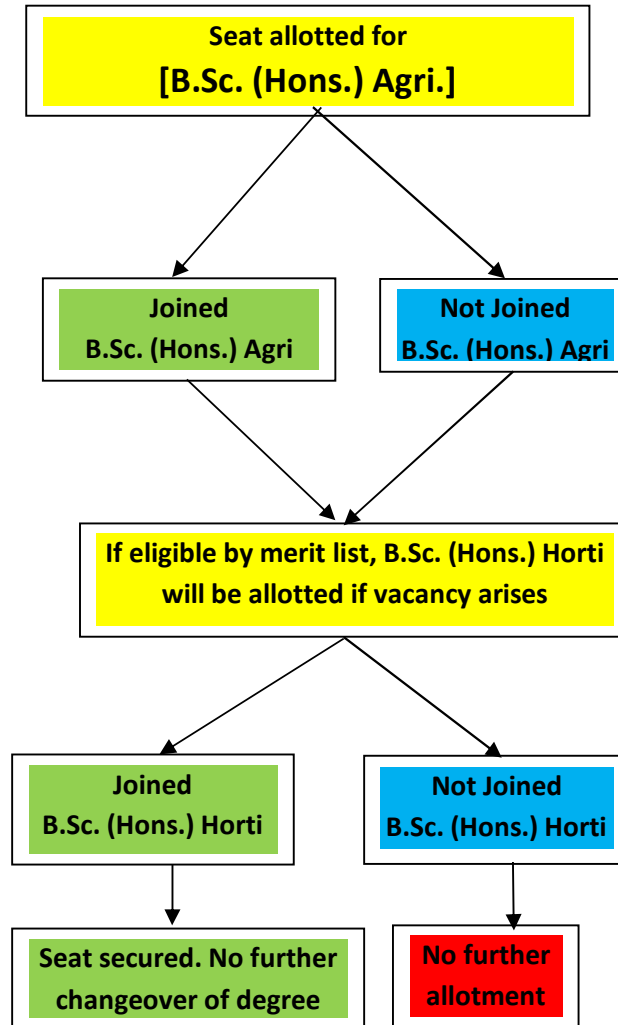 Seat allotted for
[B.Sc. (Hons.) Agri.]
Joined
B.Sc. (Hons.) Agri
Not Joined
B.Sc. (Hons.) Agri
If eligible by merit list, B.Sc. (Hons.) Horti
will be allotted if vacancy arises
Joined
B.Sc. (Hons.) Horti
Not Joined
B.Sc. (Hons.) Horti
Seat secured. No further
changeover of degree
No further
allotment